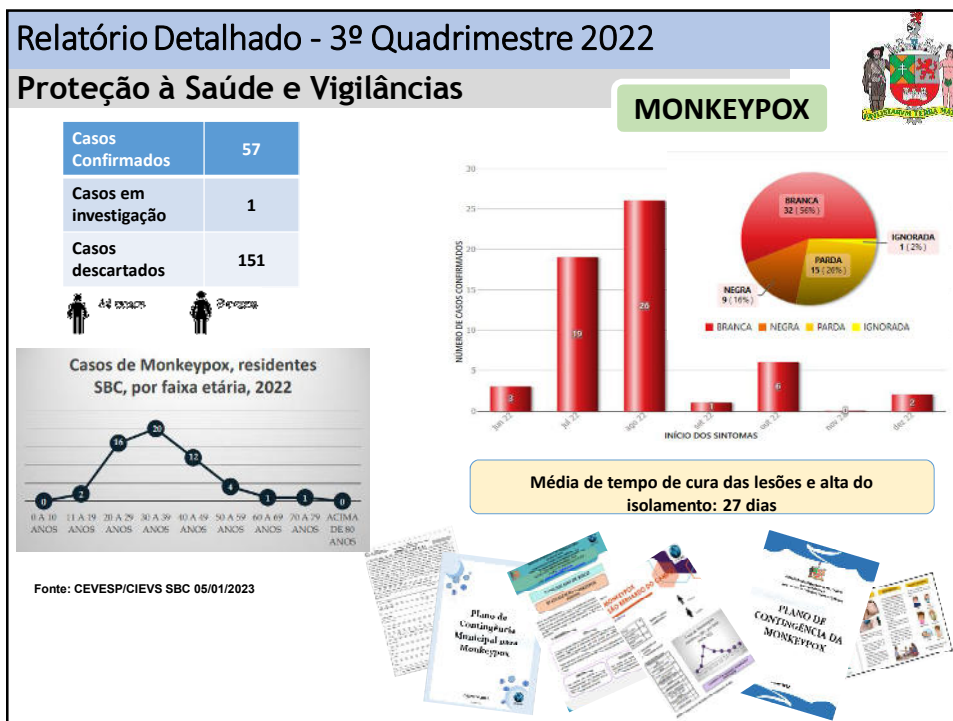 Relatório Detalhado - 3º Quadrimestre 2022
Proteção à Saúde e Vigilâncias
MONKEYPOX
Casos
Confirmados
57
Casos em
investigação
1
Casos
descartados
151
Casos de Monkeypox, residentes
SBC, por faixa etária, 2022
0
2
16
20
12
4
1
1
0
0 A 10
ANOS
11 A 19
ANOS
20 A 29
ANOS
30 A 39
ANOS
40 A 49
ANOS
50 A 59
ANOS
60 A 69
ANOS
70 A 79
ANOS
ACIMA
DE 80
ANOS
Fonte: CEVESP/CIEVS SBC 05/01/2023
NÚMERO DE CASOS CONFIRMADOS
30
25
20
15
10
5
0
3
19
26
1
6
2
jun 22
jul 22
ago 22
set 22
out 22
nov 22
dez 22
INÍCIO DOS SINTOMAS
BRANCA
32 (56%)
IGNORADA
1 (2%)
PARDA
15 (26%)
NEGRA
9 (16%)
BRANCA NEGRA PARDA IGNORADA
Média de tempo de cura das lesões e alta do
isolamento: 27 dias
Plano de
Contingência
Municipal para
Monkeypox
MONKEYPOX
SÃO BERNARDO DO CAMPO
PLANO DE
CONTINGÊNCIA DA
MONKEYPOX